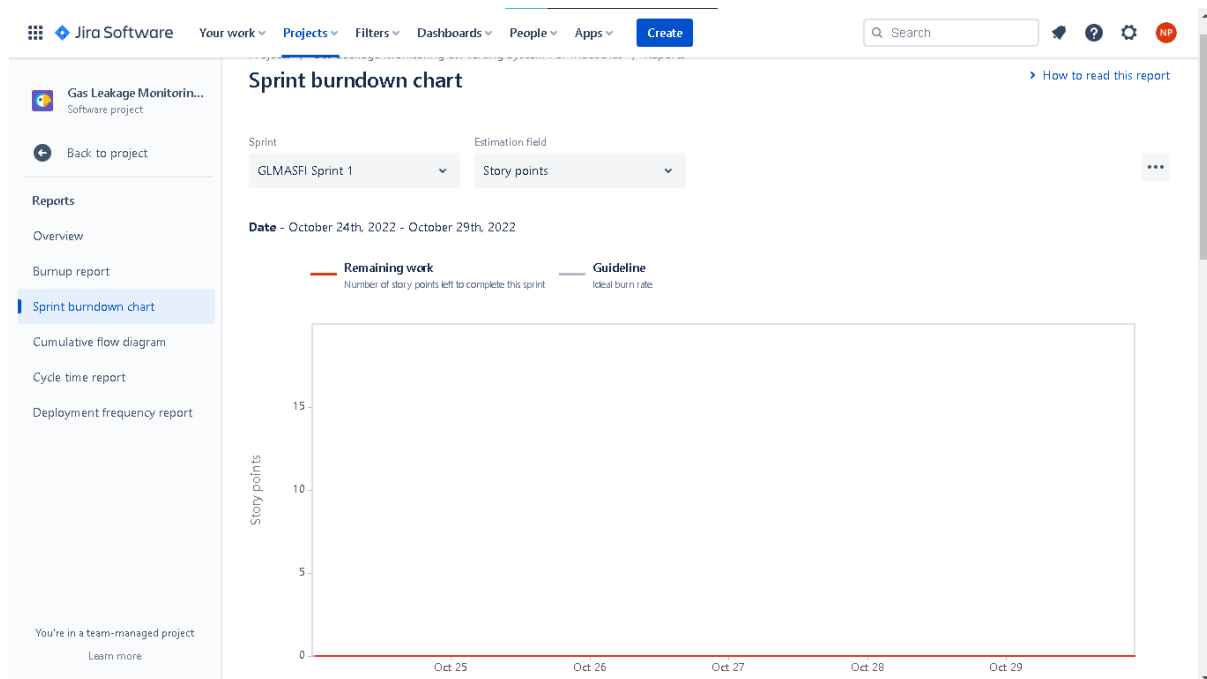 Jira Software Your work Projects Filters Dashboards People Apps Create Search NP
Sprint burndown chart
How to read this report
Gas Leakage Monitorin...
Software project
Back to project
Reports
Overview
Burnup report
Sprint burndown chart
Cumulative flow diagram
Cycle time report
Deployment frequency report
You're in a team-managed project
Learn more
Sprint Estimation field
GLMASFI Sprint 1 Story points
Date - October 24th, 2022 - October 29th, 2022
Remaining work Guideline
Number of story points left to complete this sprint Ideal burn rate
Story points
15
10
5
0
Oct 25 Oct 26 Oct 27 Oct 28 Oct 29